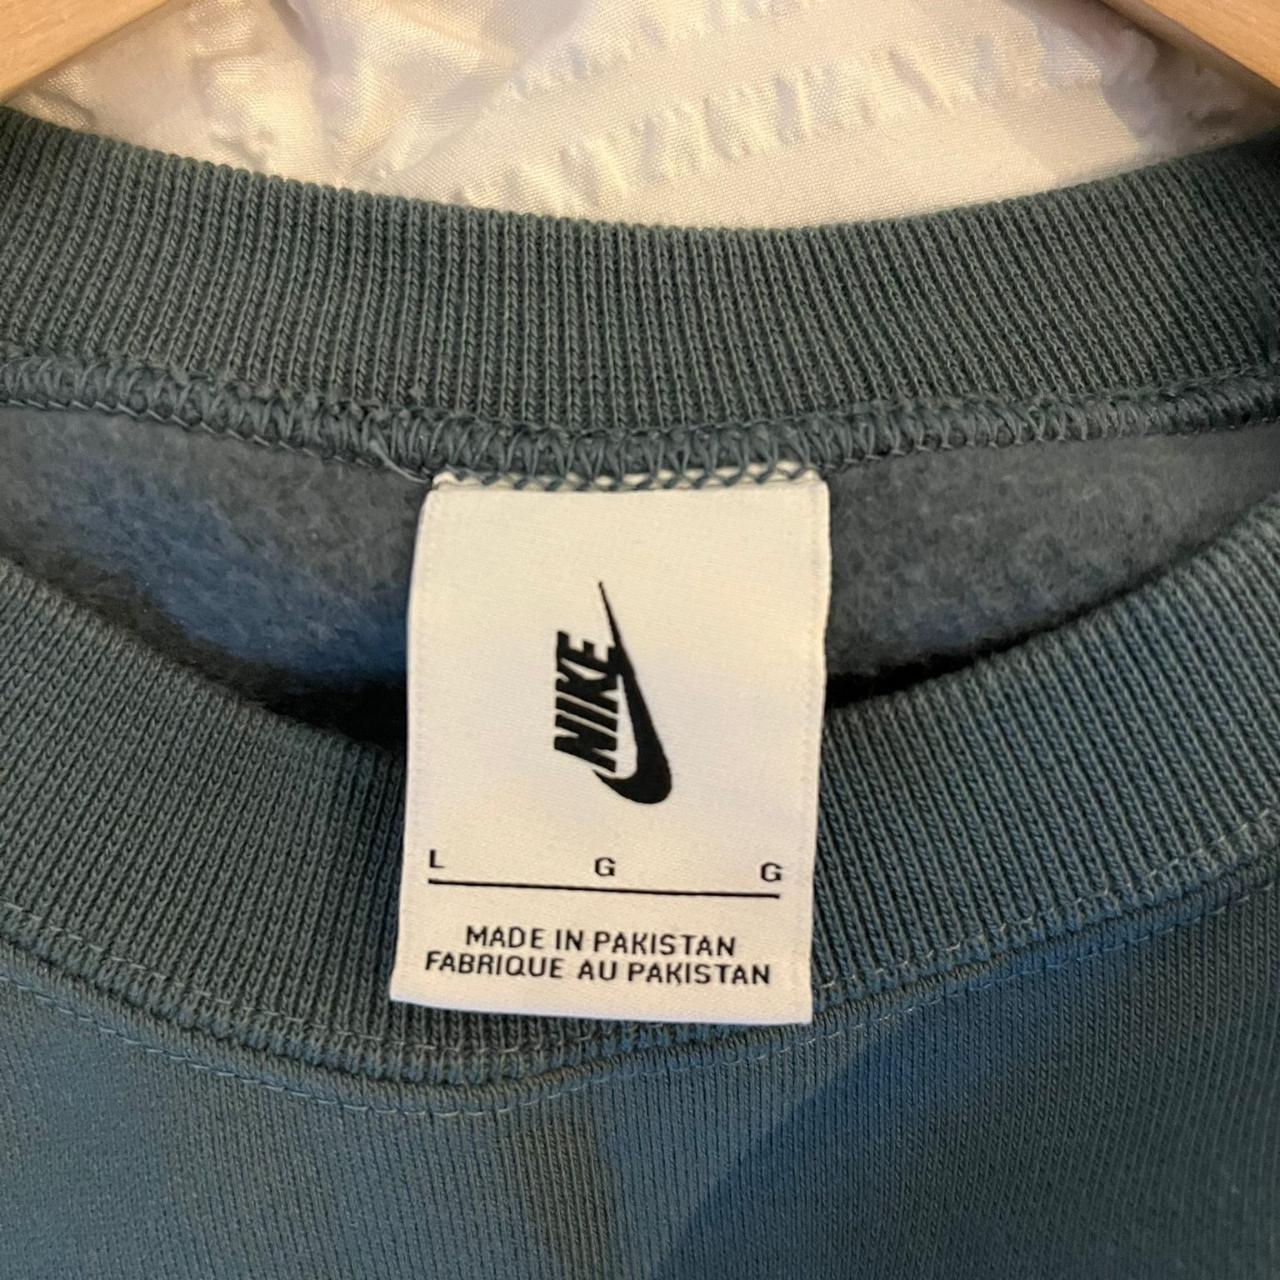 NIKE
L G G
MADE IN PAKISTAN
FABRIQUE AU PAKISTAN